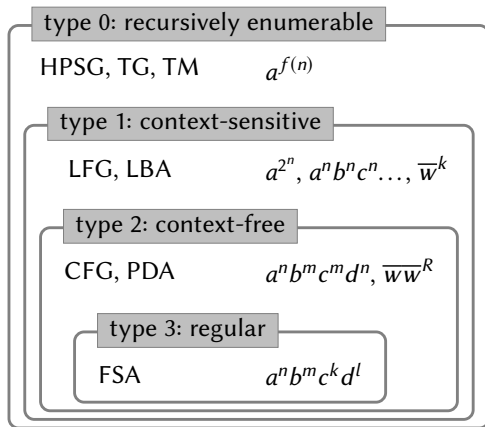 type 0: recursively enumerable
HPSG, TG, TM a^{f(n)}
type 1: context-sensitive
LFG, LBA a^{2^n}, a^n b^n c^n …, w̅^k
type 2: context-free
CFG, PDA a^n b^m c^m d^n, w̅w̅^R
type 3: regular
FSA a^n b^m c^k d^l